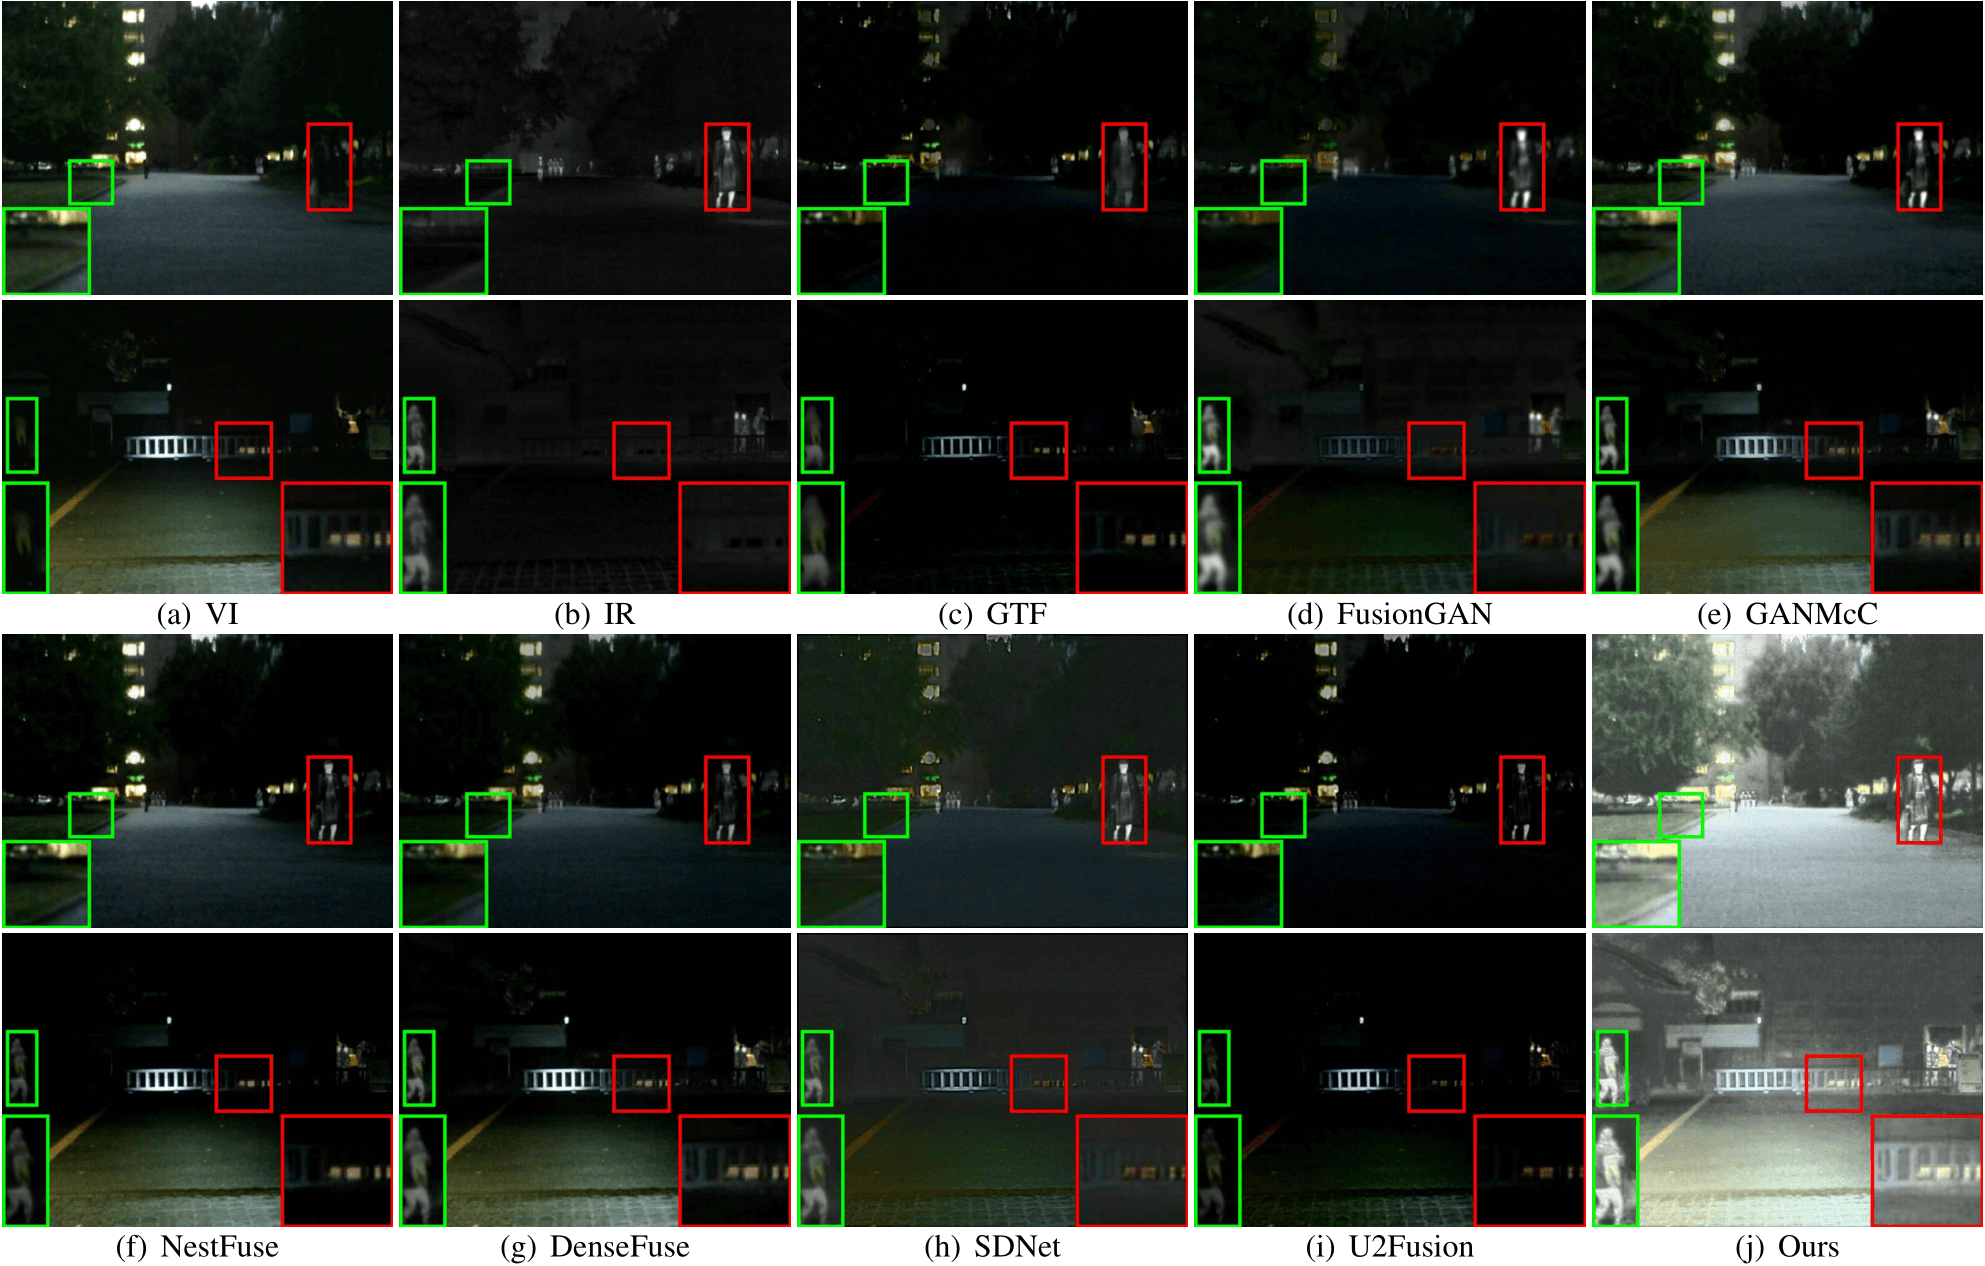 (a) VI
(b) IR
(c) GTF
(d) FusionGAN
(e) GANMcC
(f) NestFuse
(g) DenseFuse
(h) SDNet
(i) U2Fusion
(j) Ours